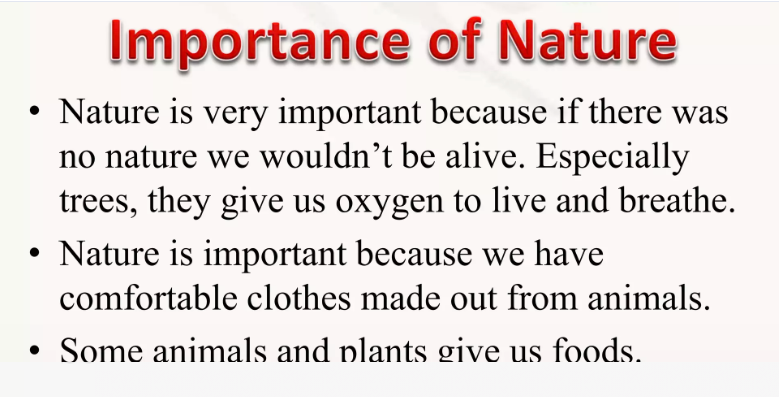 Importance of Nature
• Nature is very important because if there was
no nature we wouldn’t be alive. Especially
trees, they give us oxygen to live and breathe.
• Nature is important because we have
comfortable clothes made out from animals.
• Some animals and plants give us foods.